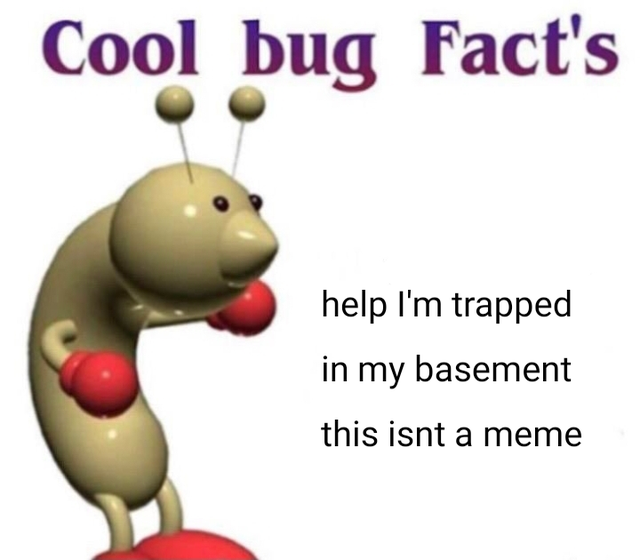 Cool bug Fact's
help I'm trapped
in my basement
this isnt a meme